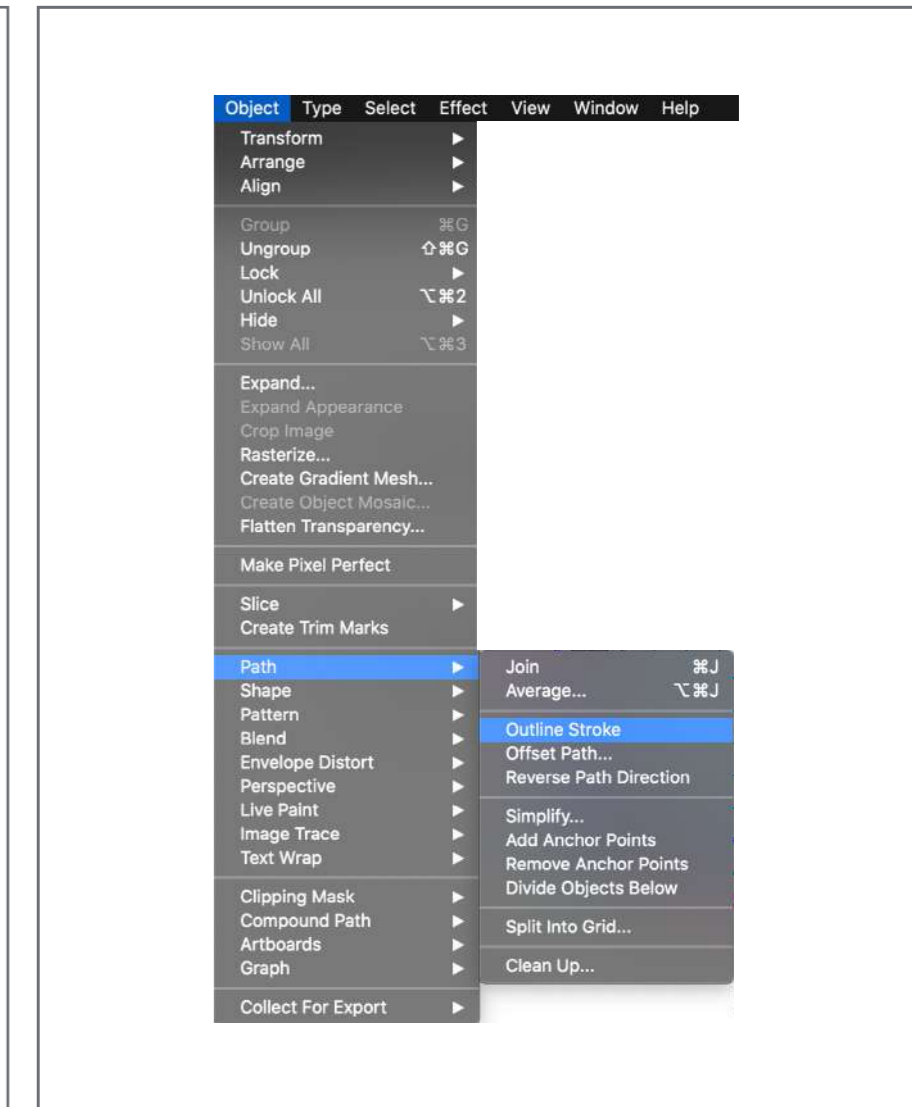 Object Type Select Effect View Window Help
Transform ▶
Arrange ▶
Align ▶
Group ⌘G
Ungroup ⇧⌘G
Lock ▶
Unlock All ⌥⌘2
Hide ▶
Show All ⌥⌘3
Expand...
Expand Appearance
Crop Image
Rasterize...
Create Gradient Mesh...
Create Object Mosaic...
Flatten Transparency...
Make Pixel Perfect
Slice ▶
Create Trim Marks
Path ▶
Shape ▶
Pattern ▶
Blend ▶
Envelope Distort ▶
Perspective ▶
Live Paint ▶
Image Trace ▶
Text Wrap ▶
Clipping Mask ▶
Compound Path ▶
Artboards ▶
Graph ▶
Collect For Export ▶
Join ⌘J
Average... ⌥⌘J
Outline Stroke
Offset Path...
Reverse Path Direction
Simplify...
Add Anchor Points
Remove Anchor Points
Divide Objects Below
Split Into Grid...
Clean Up...